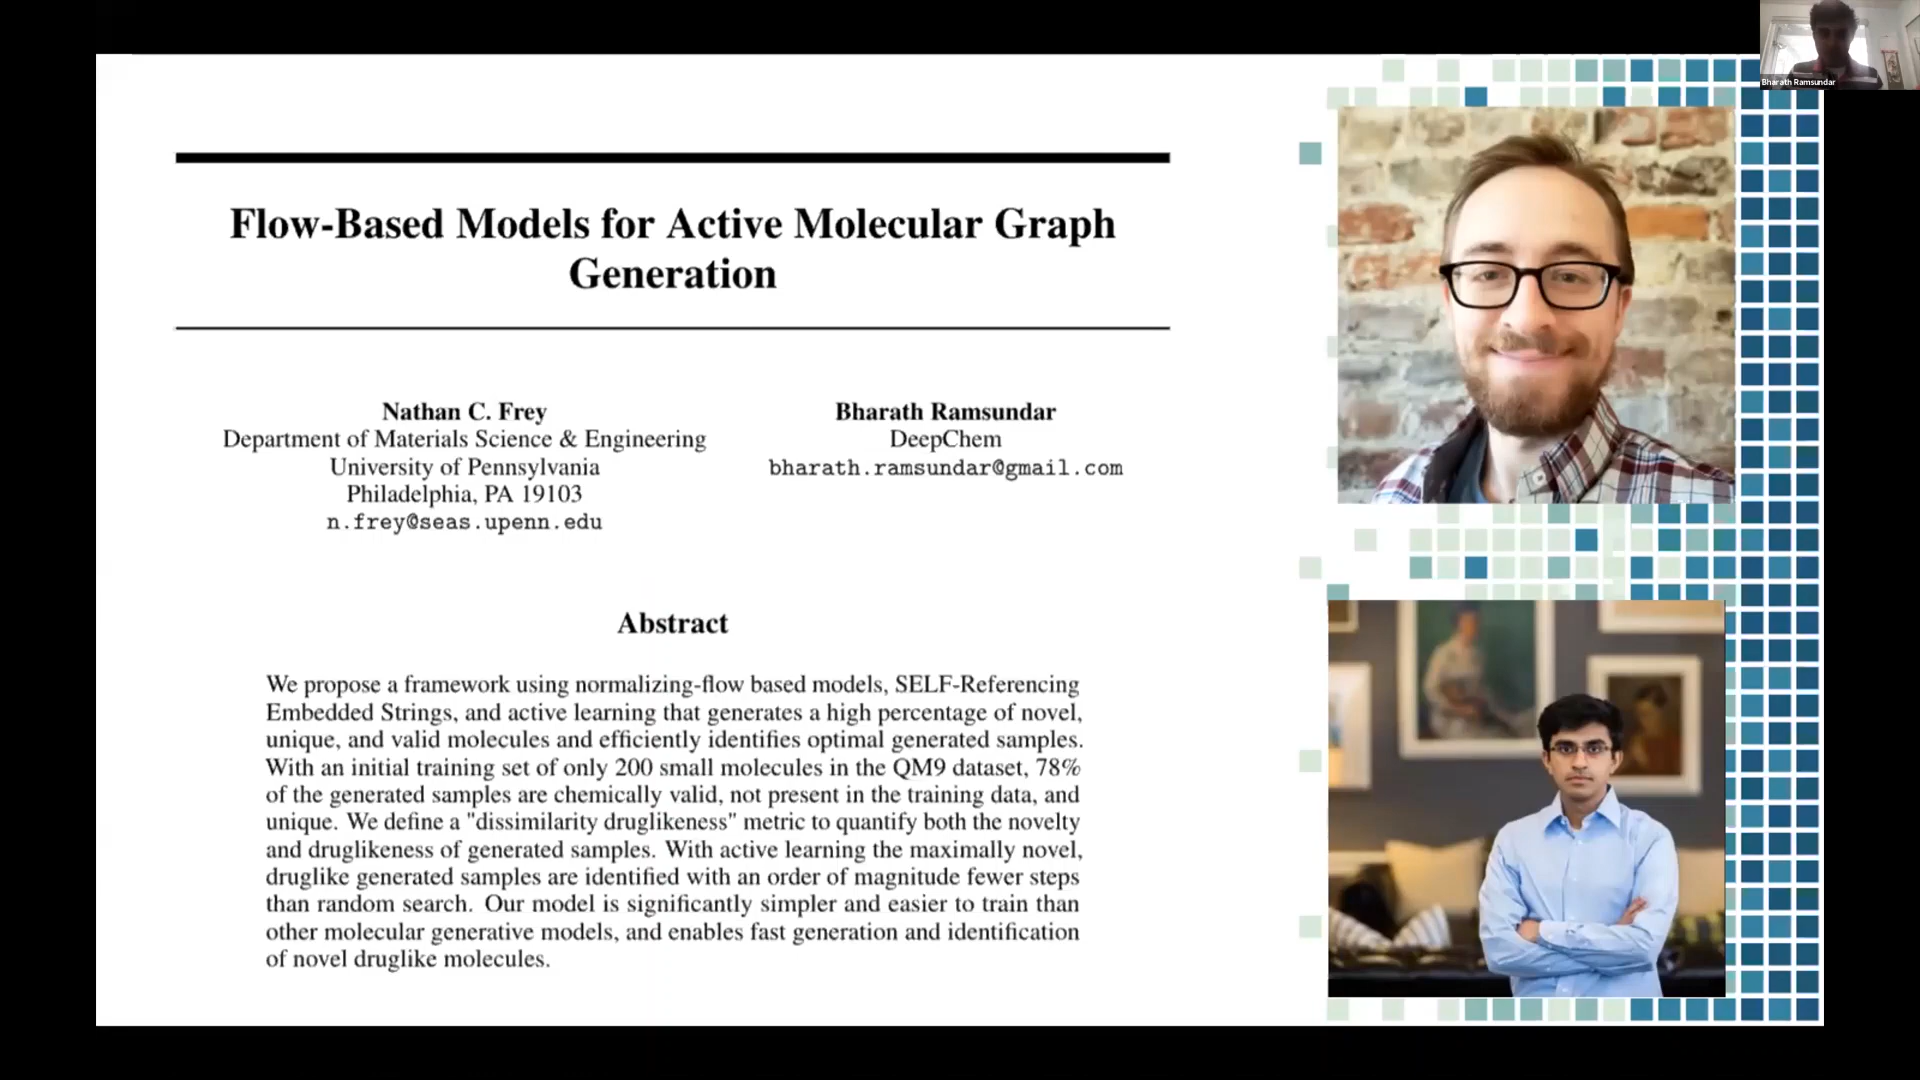 Bharath Ramsundar
Flow-Based Models for Active Molecular Graph
Generation
Nathan C. Frey
Department of Materials Science & Engineering
University of Pennsylvania
Philadelphia, PA 19103
n.frey@seas.upenn.edu
Bharath Ramsundar
DeepChem
bharath.ramsundar@gmail.com
Abstract
We propose a framework using normalizing-flow based models, SELF-Referencing
Embedded Strings, and active learning that generates a high percentage of novel,
unique, and valid molecules and efficiently identifies optimal generated samples.
With an initial training set of only 200 small molecules in the QM9 dataset, 78%
of the generated samples are chemically valid, not present in the training data, and
unique. We define a "dissimilarity druglikeness" metric to quantify both the novelty
and druglikeness of generated samples. With active learning the maximally novel,
druglike generated samples are identified with an order of magnitude fewer steps
than random search. Our model is significantly simpler and easier to train than
other molecular generative models, and enables fast generation and identification
of novel druglike molecules.